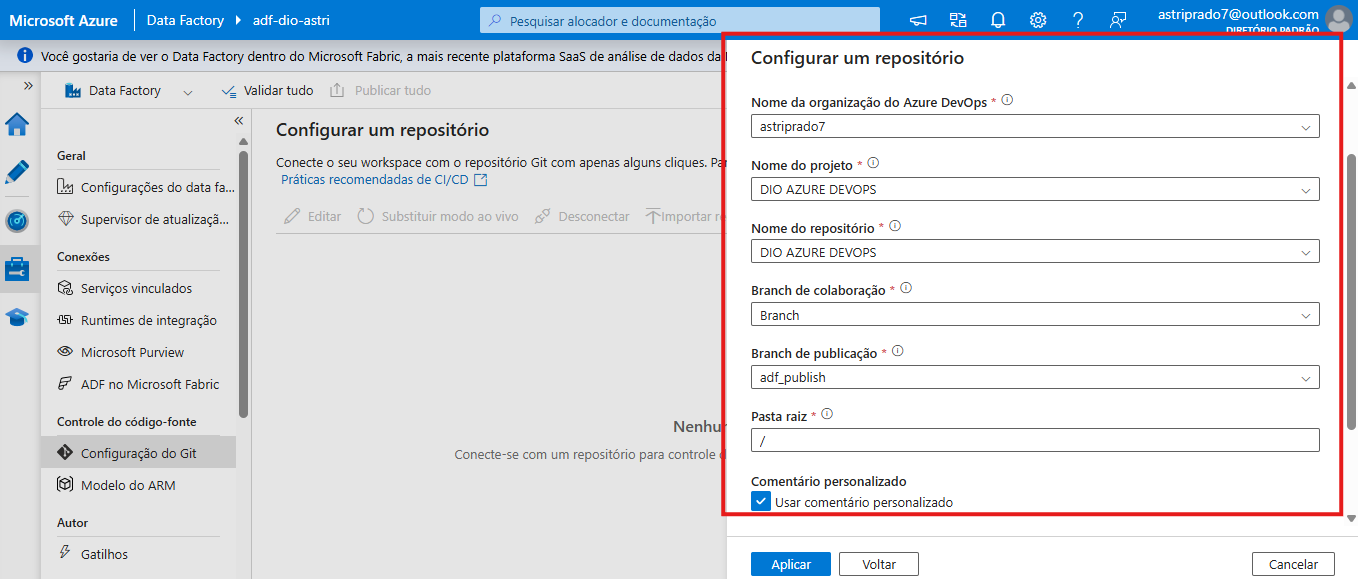 Microsoft Azure
Data Factory
adf-dio-astri
Pesquisar alocador e documentação
astriprado7@outlook.com
DIRETÓRIO PADRÃO
Você gostaria de ver o Data Factory dentro do Microsoft Fabric, a mais recente plataforma SaaS de análise de dados da
Data Factory
Validar tudo
Publicar tudo
Geral
Configurações do data fa...
Supervisor de atualizaçã...
Conexões
Serviços vinculados
Runtimes de integração
Microsoft Purview
ADF no Microsoft Fabric
Controle do código-fonte
Configuração do Git
Modelo do ARM
Autor
Gatilhos
Configurar um repositório
Conecte o seu workspace com o repositório Git com apenas alguns cliques.
Práticas recomendadas de CI/CD
Editar
Substituir modo ao vivo
Desconectar
Importar re
Nenhu
Conecte-se com um repositório para controle d
Configurar um repositório
Nome da organização do Azure DevOps *
astriprado7
Nome do projeto *
DIO AZURE DEVOPS
Nome do repositório *
DIO AZURE DEVOPS
Branch de colaboração *
Branch
Branch de publicação *
adf_publish
Pasta raiz *
/
Comentário personalizado
Usar comentário personalizado
Aplicar
Voltar
Cancelar